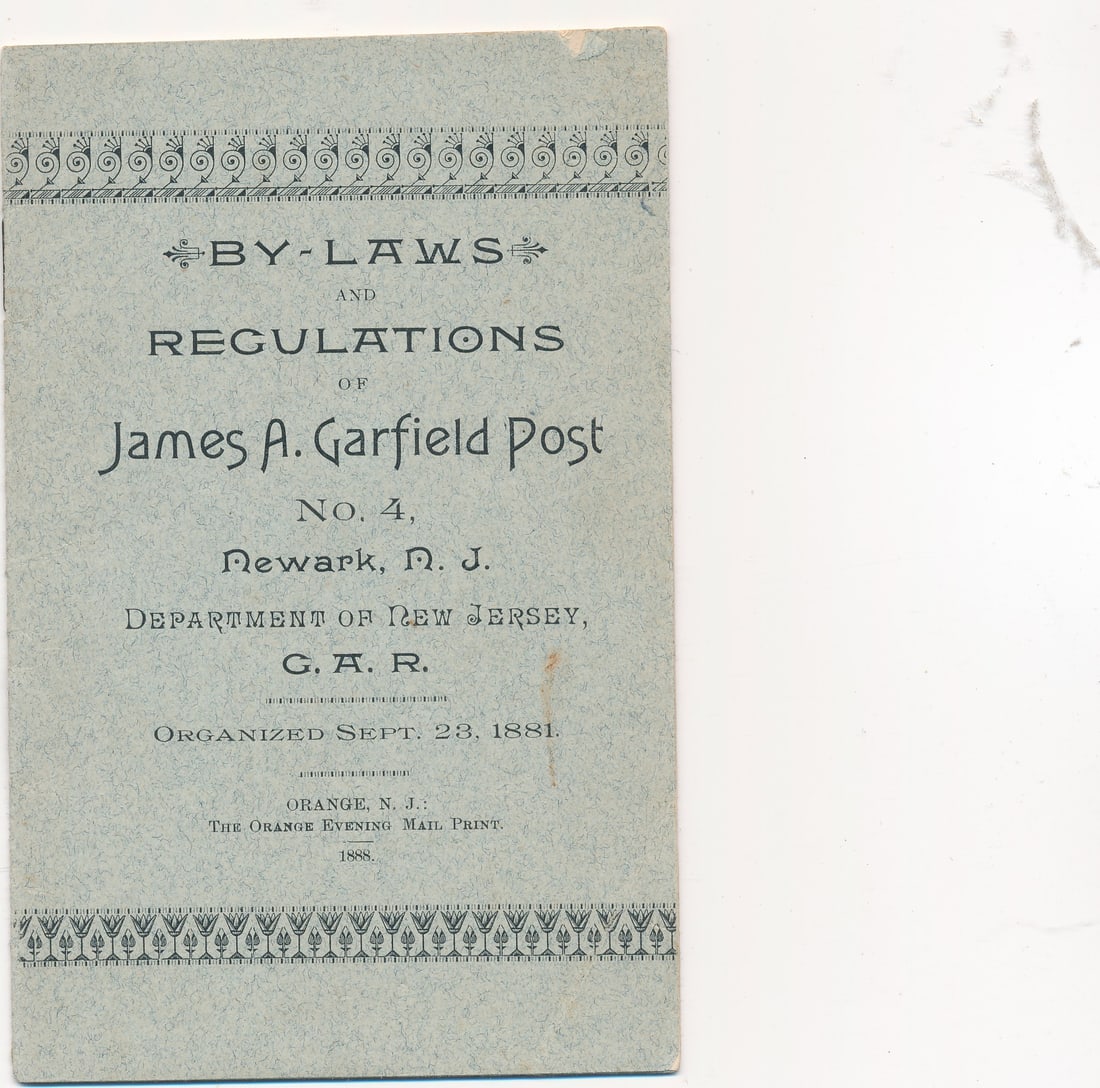 BY-LAWS
AND
REGULATIONS
OF
James A. Garfield Post
No. 4,
Newark, N. J.
DEPARTMENT OF NEW JERSEY,
G. A. R.
ORGANIZED SEPT. 23, 1881.
ORANGE, N. J.:
THE ORANGE EVENING MAIL PRINT.
1888.